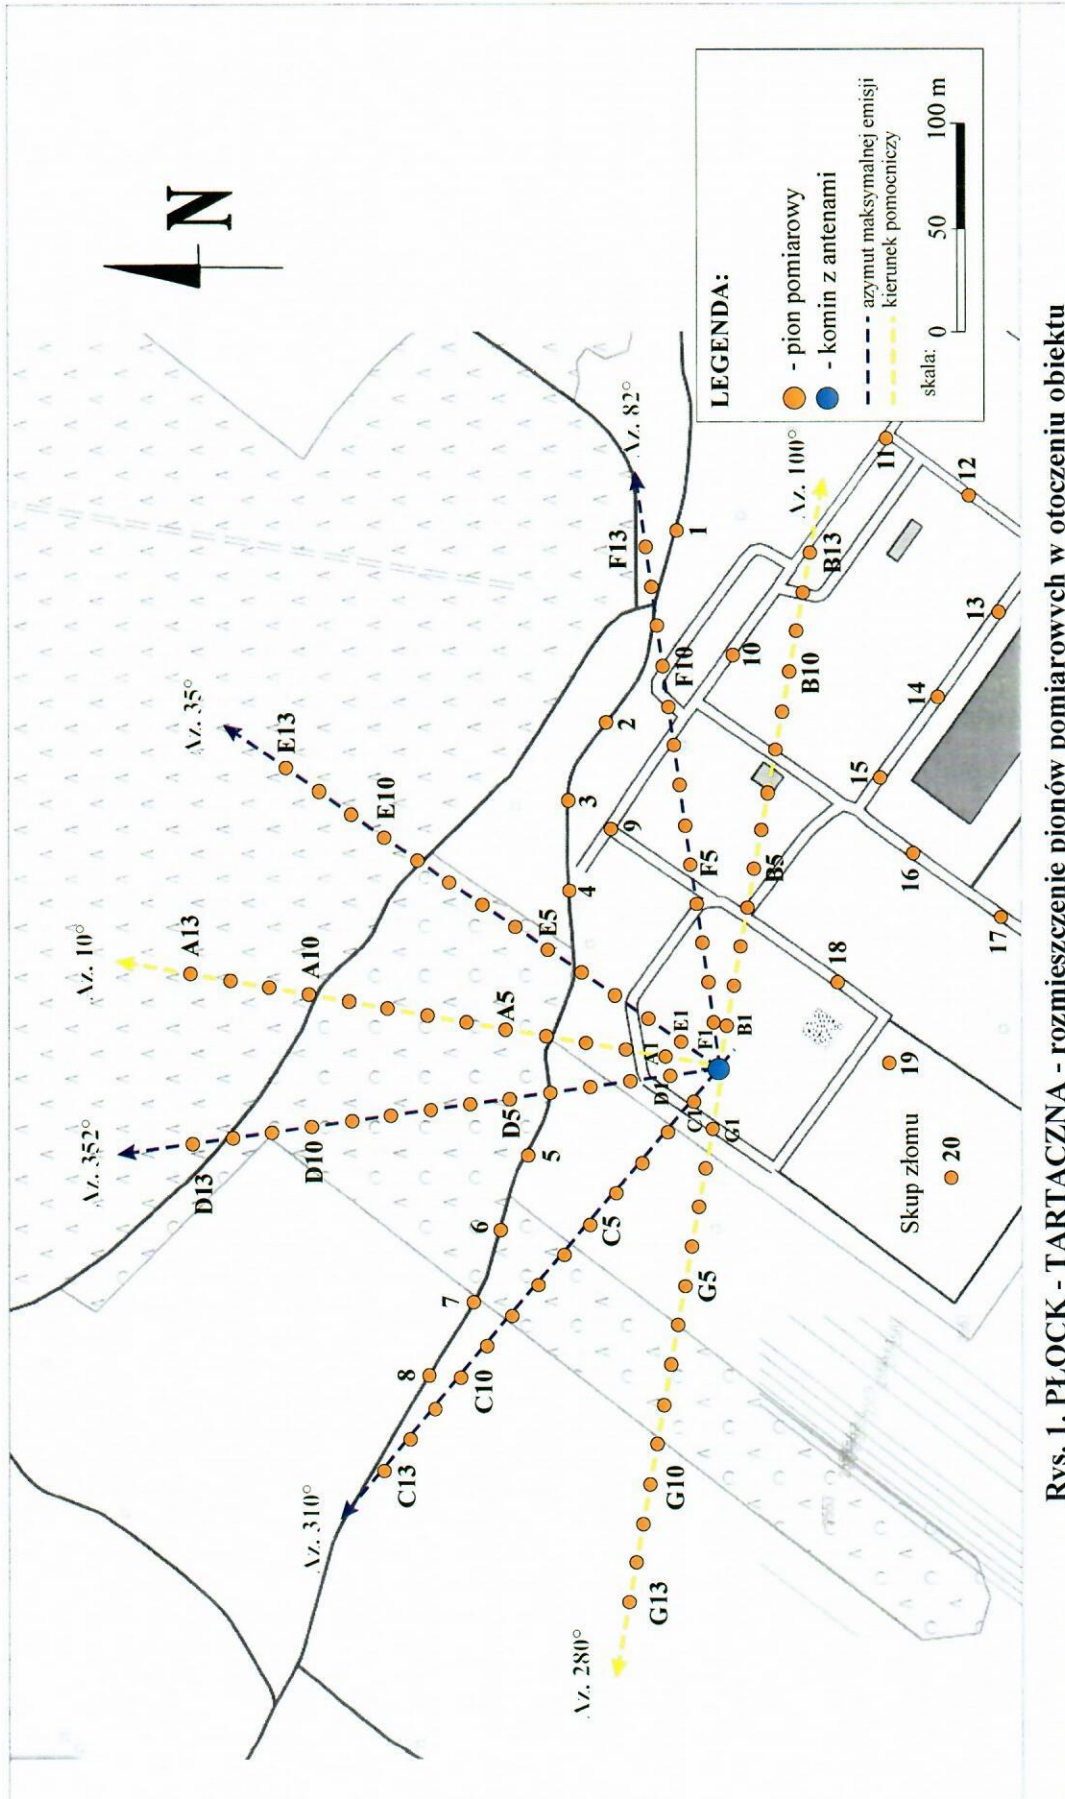 N
Az. 352°
Az. 10°
Az. 35°
Az. 82°
Az. 100°
Az. 310°
Az. 280°
D13
D10
D5
D1
A13
A10
A5
A1
E13
E10
E5
E1
F13
F10
F5
F1
B13
B10
B5
B1
C13
C10
C5
C1
G13
G10
G5
G1
1
2
3
4
5
6
7
8
9
10
11
12
13
14
15
16
17
18
19
20
Skup złomu
LEGENDA:
- pion pomiarowy
- komin z antenami
azymut maksymalnej emisji
kierunek pomocniczy
skala:
0 50 100 m
Rys. 1. PŁOCK - TARTACZNA - rozmieszczenie pionów pomiarowych w otoczeniu obiektu